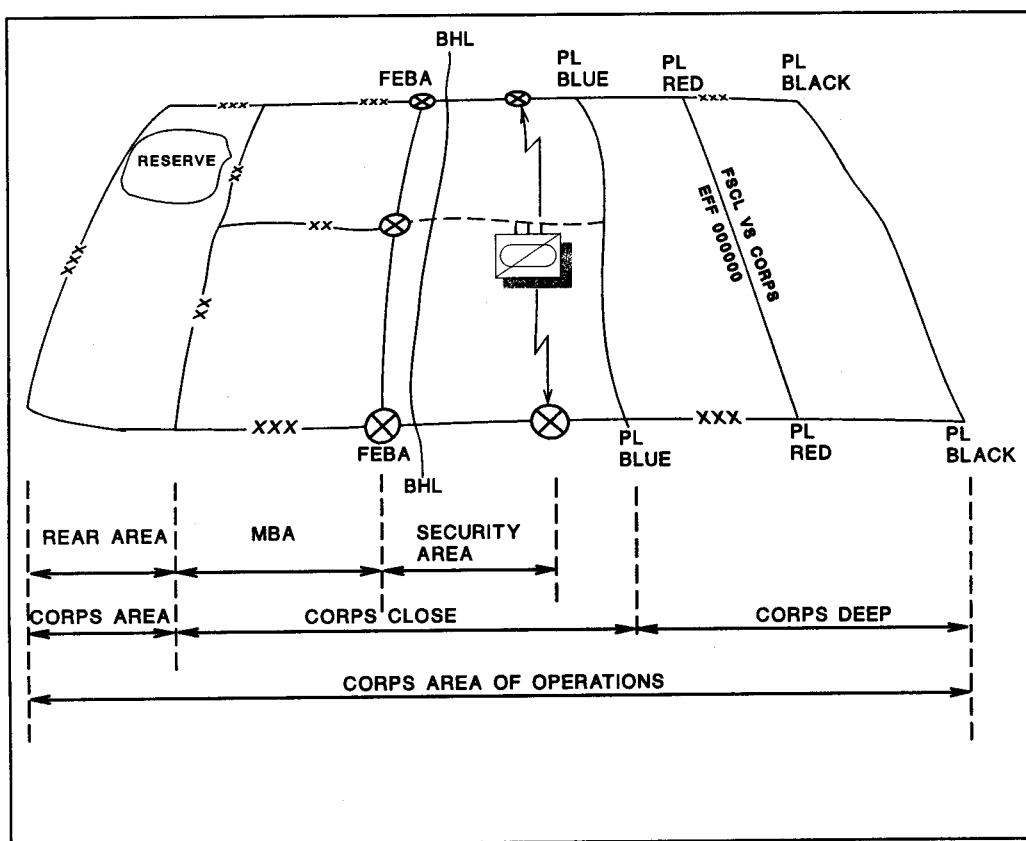 BHL
FEBA
PL
BLUE
PL
RED
PL
BLACK
XXX
XXX
XXX
RESERVE
XX
XX
XXX
XX
FSCL VS CORPS
EFF 000000
XXX
XXX
FEBA
BHL
PL
BLUE
PL
RED
PL
BLACK
REAR AREA
MBA
SECURITY
AREA
CORPS AREA
CORPS CLOSE
CORPS DEEP
CORPS AREA OF OPERATIONS